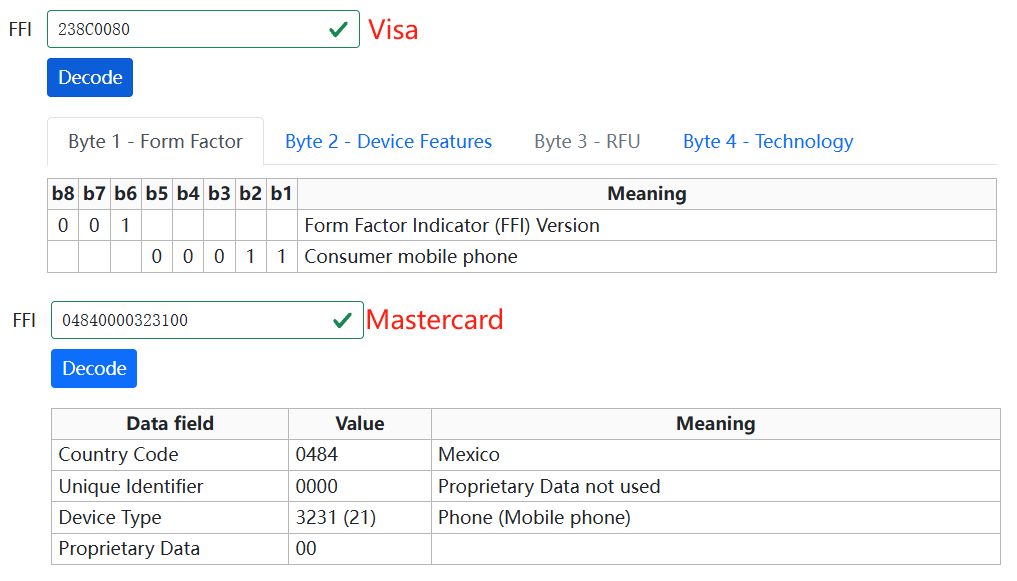 FFI 238C0080 Visa
Decode
Byte 1 - Form Factor Byte 2 - Device Features Byte 3 - RFU Byte 4 - Technology
b8 b7 b6 b5 b4 b3 b2 b1 Meaning
0 0 1 Form Factor Indicator (FFI) Version
0 0 0 1 1 Consumer mobile phone
FFI 04840000323100 Mastercard
Decode
Data field Value Meaning
Country Code 0484 Mexico
Unique Identifier 0000 Proprietary Data not used
Device Type 3231 (21) Phone (Mobile phone)
Proprietary Data 00